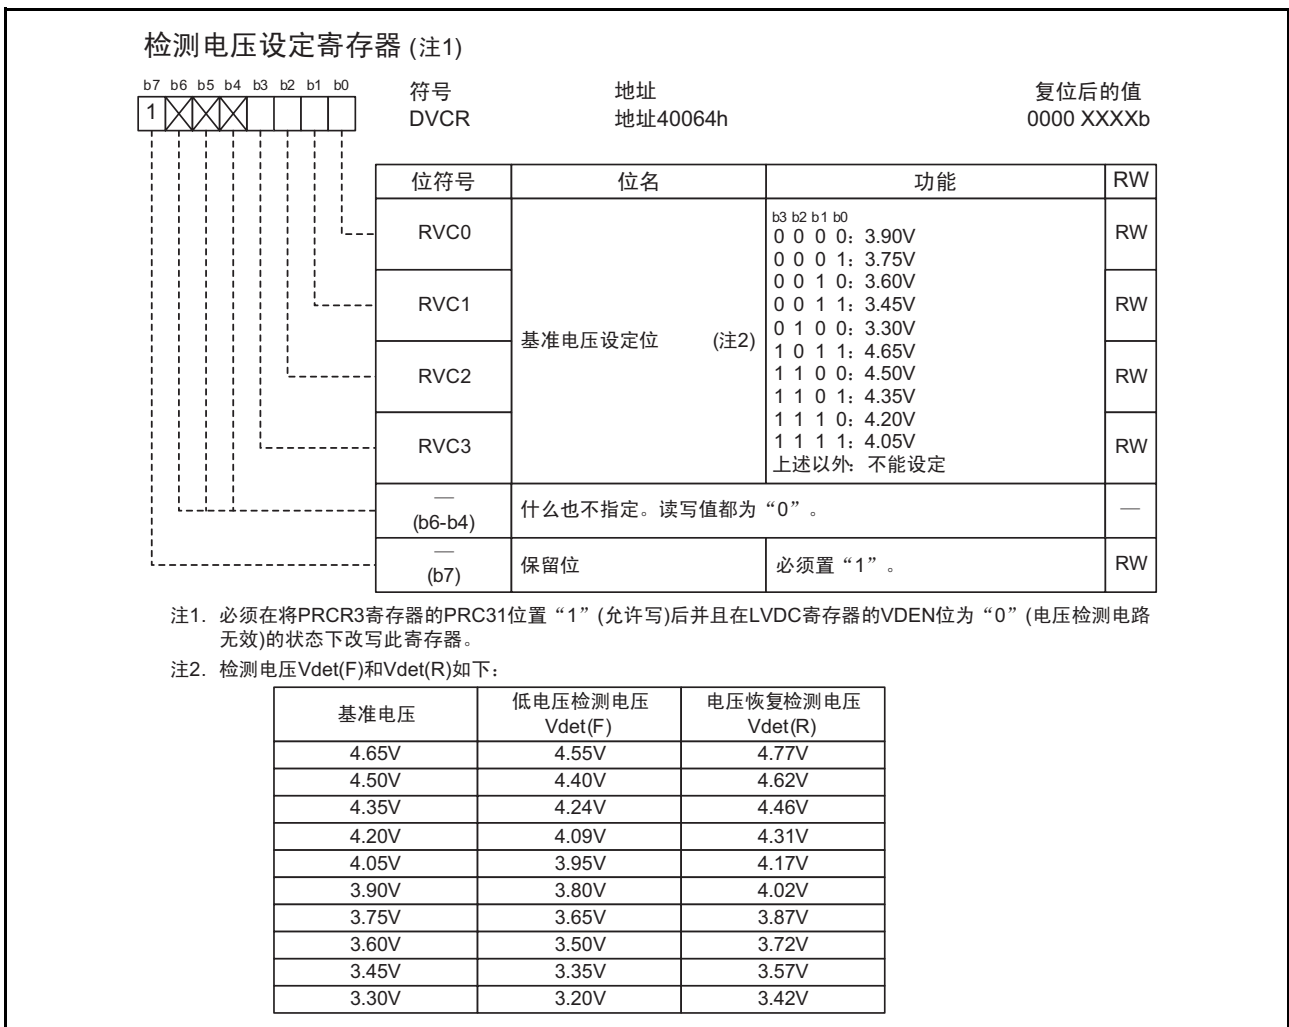 检测电压设定寄存器 (注1)
b7 b6 b5 b4 b3 b2 b1 b0
1
符号 地址 复位后的值
DVCR 地址40064h 0000 XXXXb
位符号 位名 功能 RW
RVC0 RW
RVC1 RW
RVC2 RW
RVC3 RW
基准电压设定位 (注2)
b3 b2 b1 b0
0 0 0 0: 3.90V
0 0 0 1: 3.75V
0 0 1 0: 3.60V
0 0 1 1: 3.45V
0 1 0 0: 3.30V
1 0 1 1: 4.65V
1 1 0 0: 4.50V
1 1 0 1: 4.35V
1 1 1 0: 4.20V
1 1 1 1: 4.05V
上述以外: 不能设定
—
(b6-b4) 什么也不指定。读写值都为“0”。 —
—
(b7) 保留位 必须置“1”。 RW
注1. 必须在将PRCR3寄存器的PRC31位置“1”(允许写)后并且在LVDC寄存器的VDEN位为“0”(电压检测电路
无效)的状态下改写此寄存器。
注2. 检测电压Vdet(F)和Vdet(R)如下:
基准电压 低电压检测电压 电压恢复检测电压
Vdet(F) Vdet(R)
4.65V 4.55V 4.77V
4.50V 4.40V 4.62V
4.35V 4.24V 4.46V
4.20V 4.09V 4.31V
4.05V 3.95V 4.17V
3.90V 3.80V 4.02V
3.75V 3.65V 3.87V
3.60V 3.50V 3.72V
3.45V 3.35V 3.57V
3.30V 3.20V 3.42V